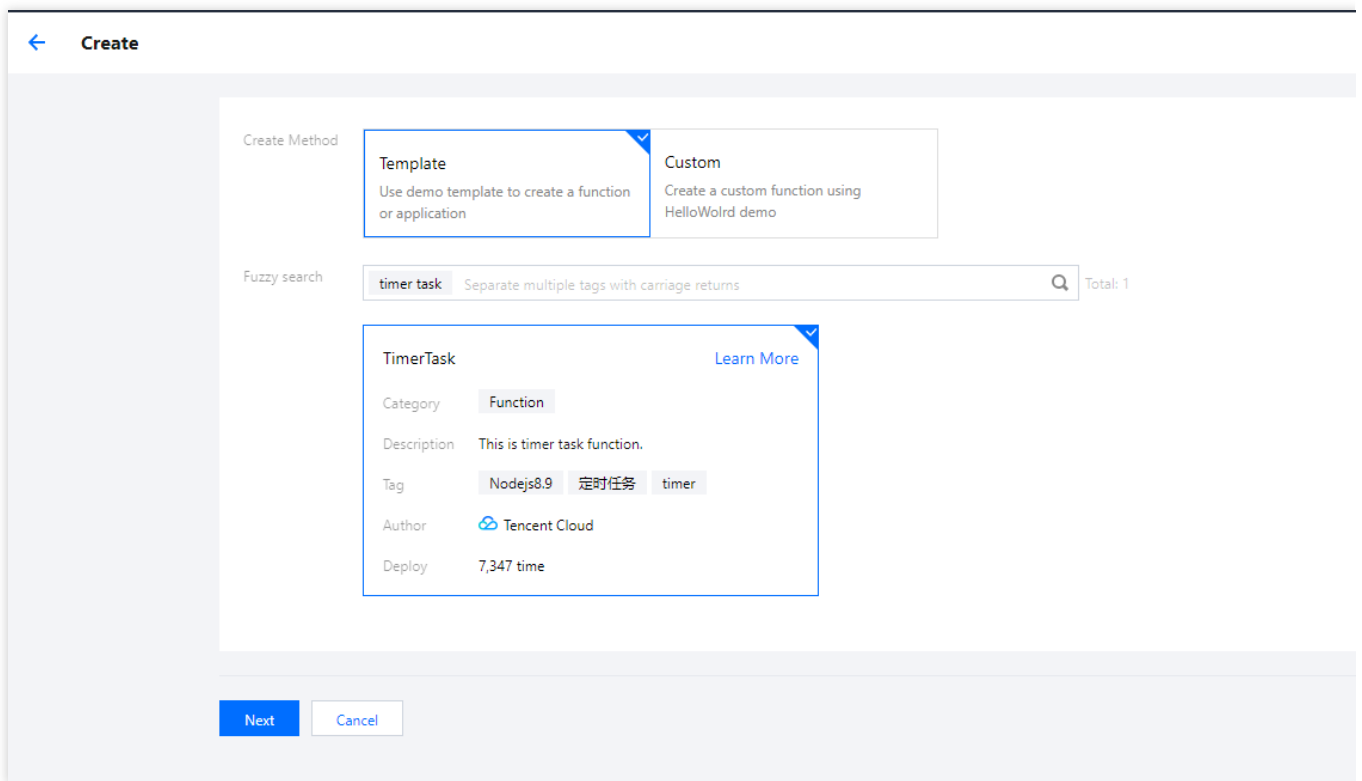 Create
Create Method
Template
Use demo template to create a function
or application
Custom
Create a custom function using
HelloWolrd demo
Fuzzy search
timer task Separate multiple tags with carriage returns
Total: 1
TimerTask
Learn More
Category Function
Description This is timer task function.
Tag Nodejs8.9 定时任务 timer
Author Tencent Cloud
Deploy 7,347 time
Next
Cancel